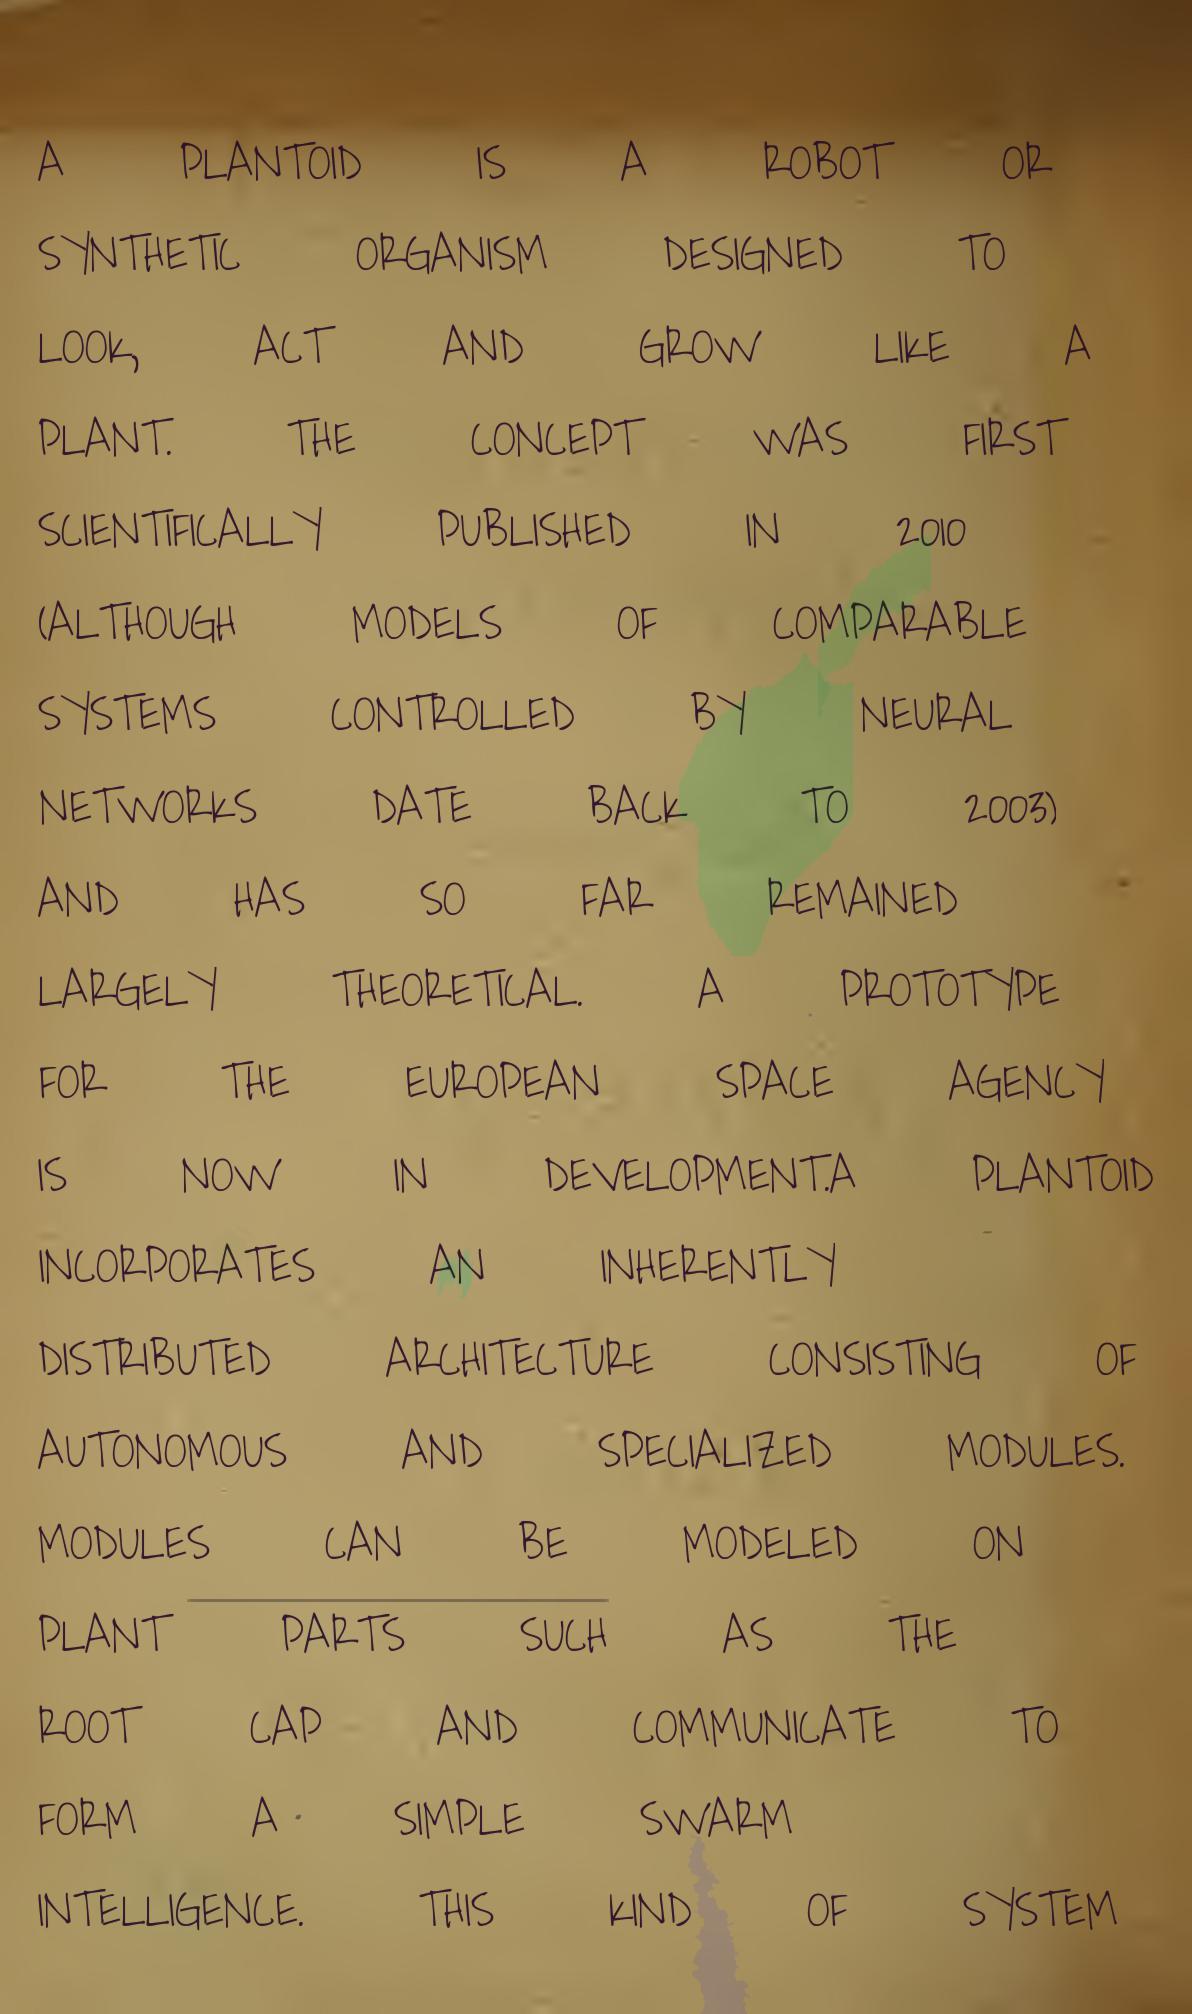 A PLANTOID IS A ROBOT OR
SYNTHETIC ORGANISM DESIGNED TO
LOOK, ACT AND GROW LIKE A
PLANT. THE CONCEPT WAS FIRST
SCIENTIFICALLY PUBLISHED IN 2010
(ALTHOUGH MODELS OF COMPARABLE
SYSTEMS CONTROLLED BY NEURAL
NETWORKS DATE BACK TO 2003)
AND HAS SO FAR REMAINED
LARGELY THEORETICAL. A PROTOTYPE
FOR THE EUROPEAN SPACE AGENCY
IS NOW IN DEVELOPMENT.A PLANTOID
INCORPORATES AN INHERENTLY
DISTRIBUTED ARCHITECTURE CONSISTING OF
AUTONOMOUS AND SPECIALIZED MODULES.
MODULES CAN BE MODELED ON
PLANT PARTS SUCH AS THE
ROOT CAP AND COMMUNICATE TO
FORM A SIMPLE SWARM
INTELLIGENCE. THIS KIND OF SYSTEM